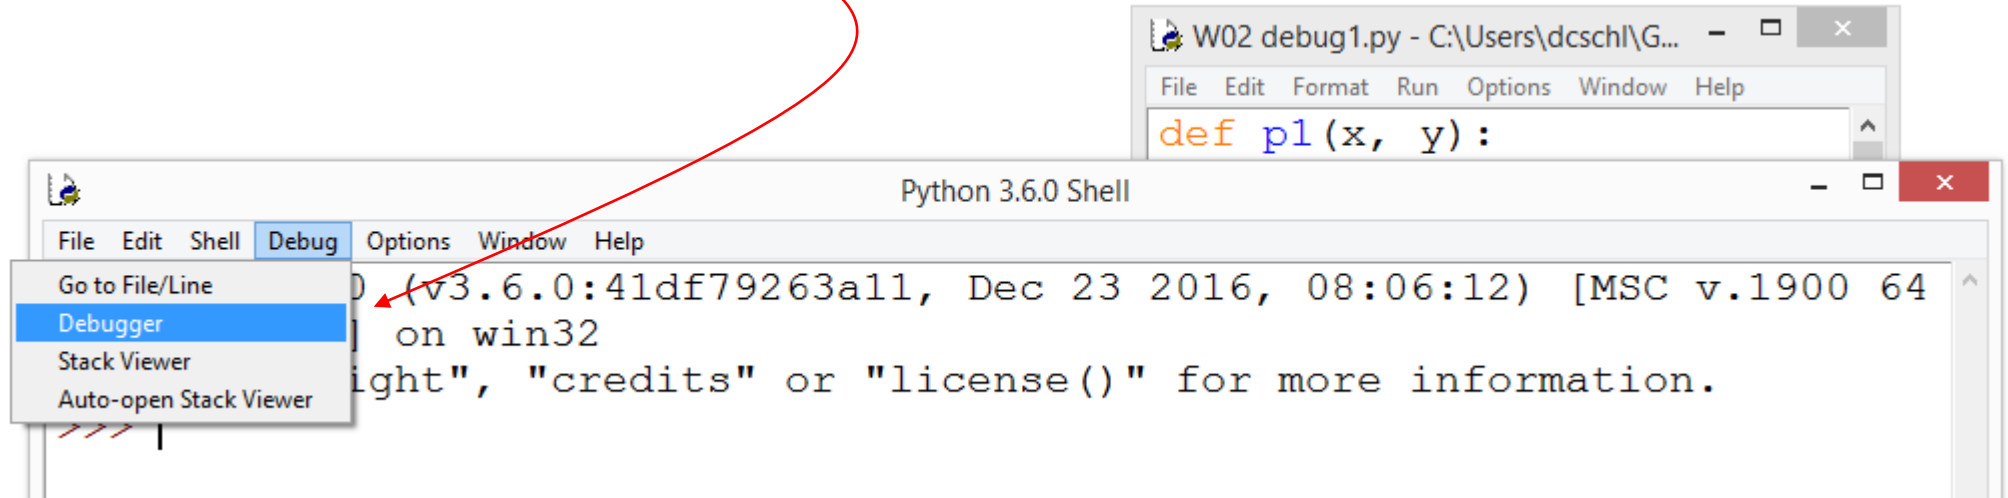 W02 debug1.py - C:\Users\dcschl\G...
File Edit Format Run Options Window Help
def p1(x, y):
Python 3.6.0 Shell
File Edit Shell Debug Options Window Help
Go to File/Line
Debugger
Stack Viewer
Auto-open Stack Viewer
0 (v3.6.0:41df79263a11, Dec 23 2016, 08:06:12) [MSC v.1900 64
] on win32
ight", "credits" or "license()" for more information.
>>>